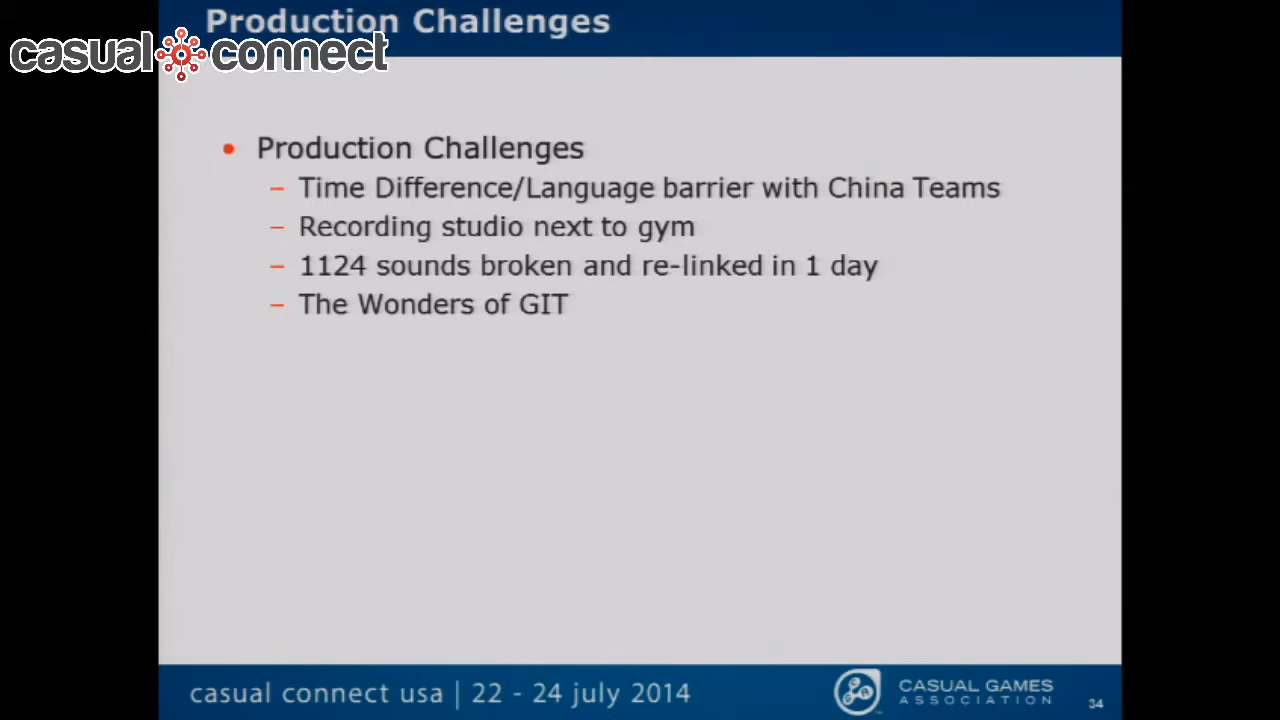 Production Challenges
casual connect
• Production Challenges
– Time Difference/Language barrier with China Teams
– Recording studio next to gym
– 1124 sounds broken and re-linked in 1 day
– The Wonders of GIT
casual connect usa | 22 - 24 july 2014
CASUAL GAMES
ASSOCIATION
34